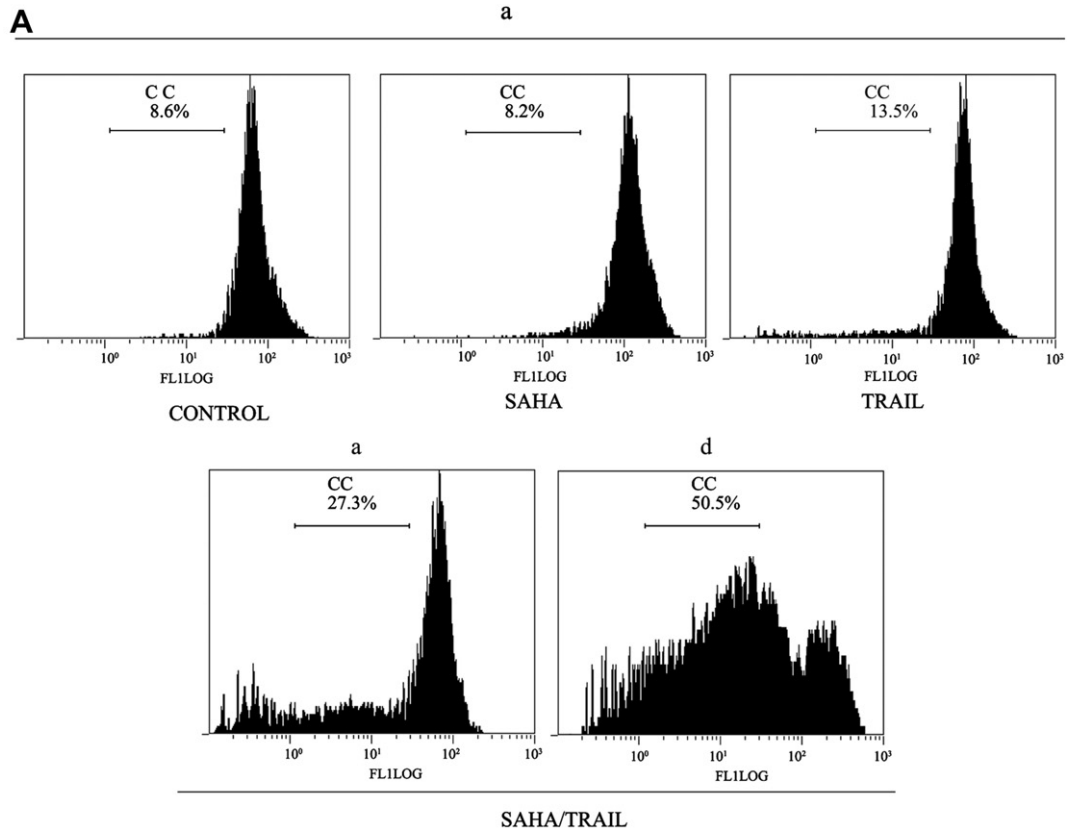 A
a
C C
8.6%
CC
8.2%
CC
13.5%
10⁰ 10¹ 10² 10³
10⁰ 10¹ 10² 10³
10⁰ 10¹ 10² 10³
FL1LOG
FL1LOG
FL1LOG
CONTROL
SAHA
TRAIL
a
d
CC
27.3%
CC
50.5%
10⁰ 10¹ 10² 10³
10⁰ 10¹ 10² 10³
FL1LOG
FL1LOG
SAHA/TRAIL